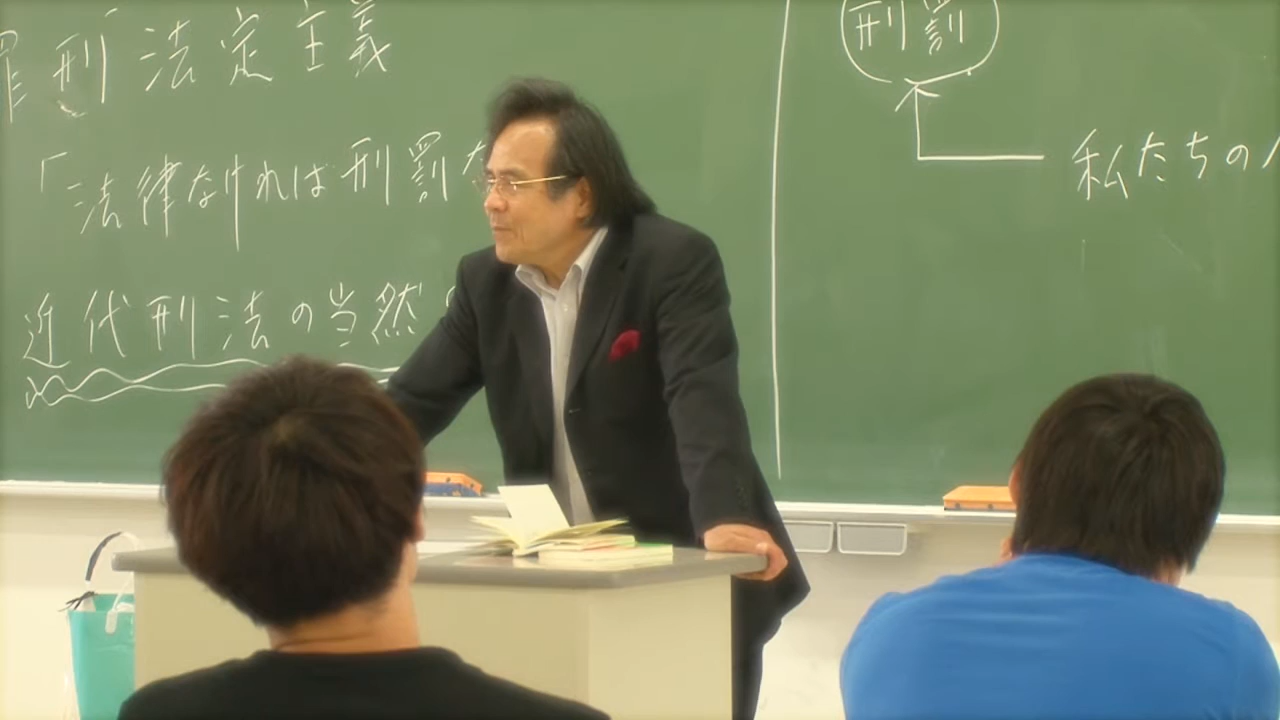 罪刑法定主義
「法律なければ刑罰な
近代刑法の当然
刑罰
私たちの